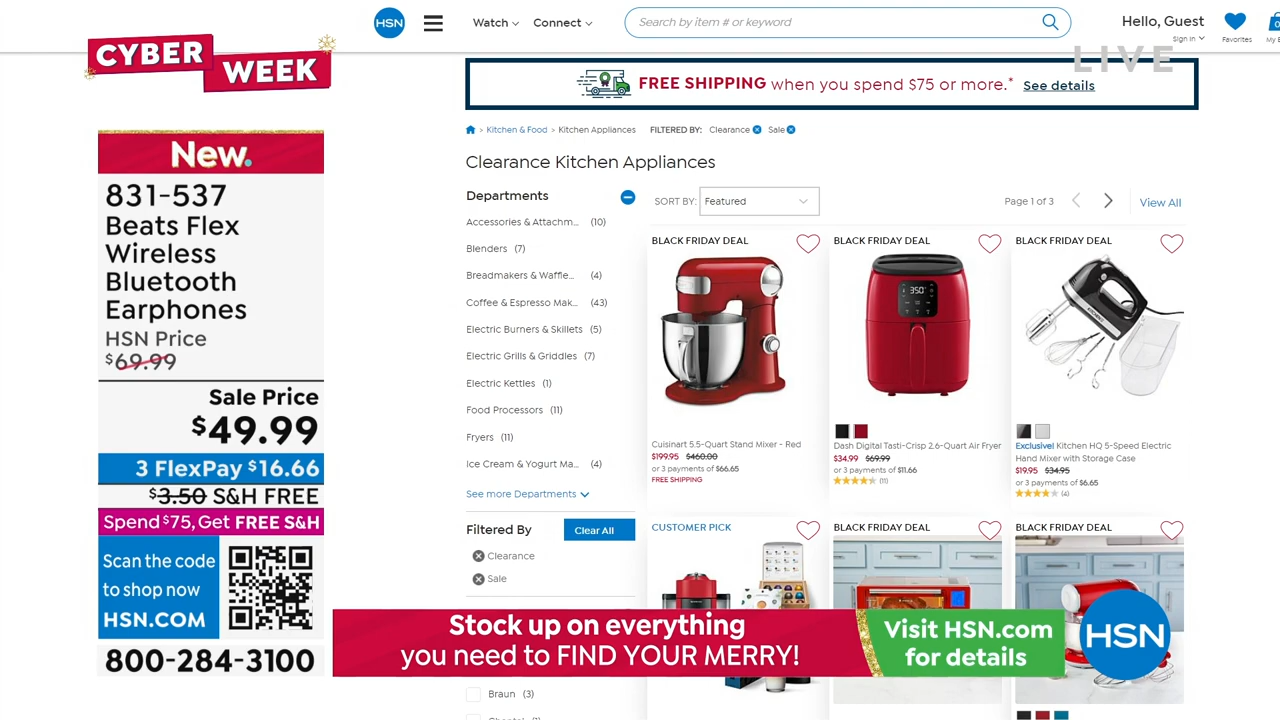 HSN
Watch
Connect
Search by item # or keyword
Hello, Guest
Sign In
Favorites
0
LIVE
CYBER
WEEK
FREE SHIPPING when you spend $75 or more.* See details
> Kitchen & Food > Kitchen Appliances FILTERED BY: Clearance Sale
Clearance Kitchen Appliances
New.
831-537
Beats Flex
Wireless
Bluetooth
Earphones
HSN Price
$69.99
Sale Price
$49.99
3 FlexPay $16.66
$3.50 S&H FREE
Spend $75, Get FREE S&H
Scan the code
to shop now
HSN.COM
800-284-3100
Departments
Accessories & Attachm... (10)
Blenders (7)
Breadmakers & Waffle... (4)
Coffee & Espresso Mak... (43)
Electric Burners & Skillets (5)
Electric Grills & Griddles (7)
Electric Kettles (1)
Food Processors (11)
Fryers (11)
Ice Cream & Yogurt Ma... (4)
See more Departments
Filtered By
Clear All
Clearance
Sale
Braun (3)
SORT BY: Featured
Page 1 of 3
View All
BLACK FRIDAY DEAL
Cuisinart 5.5-Quart Stand Mixer - Red
$199.95 $460.00
or 3 payments of $66.65
FREE SHIPPING
BLACK FRIDAY DEAL
350°
Dash Digital Tasti-Crisp 2.6-Quart Air Fryer
$34.99 $69.99
or 3 payments of $11.66
(11)
BLACK FRIDAY DEAL
Exclusive! Kitchen HQ 5-Speed Electric
Hand Mixer with Storage Case
$19.95 $34.95
or 3 payments of $6.65
(4)
CUSTOMER PICK
BLACK FRIDAY DEAL
BLACK FRIDAY DEAL
Stock up on everything
you need to FIND YOUR MERRY!
Visit HSN.com
for details
HSN